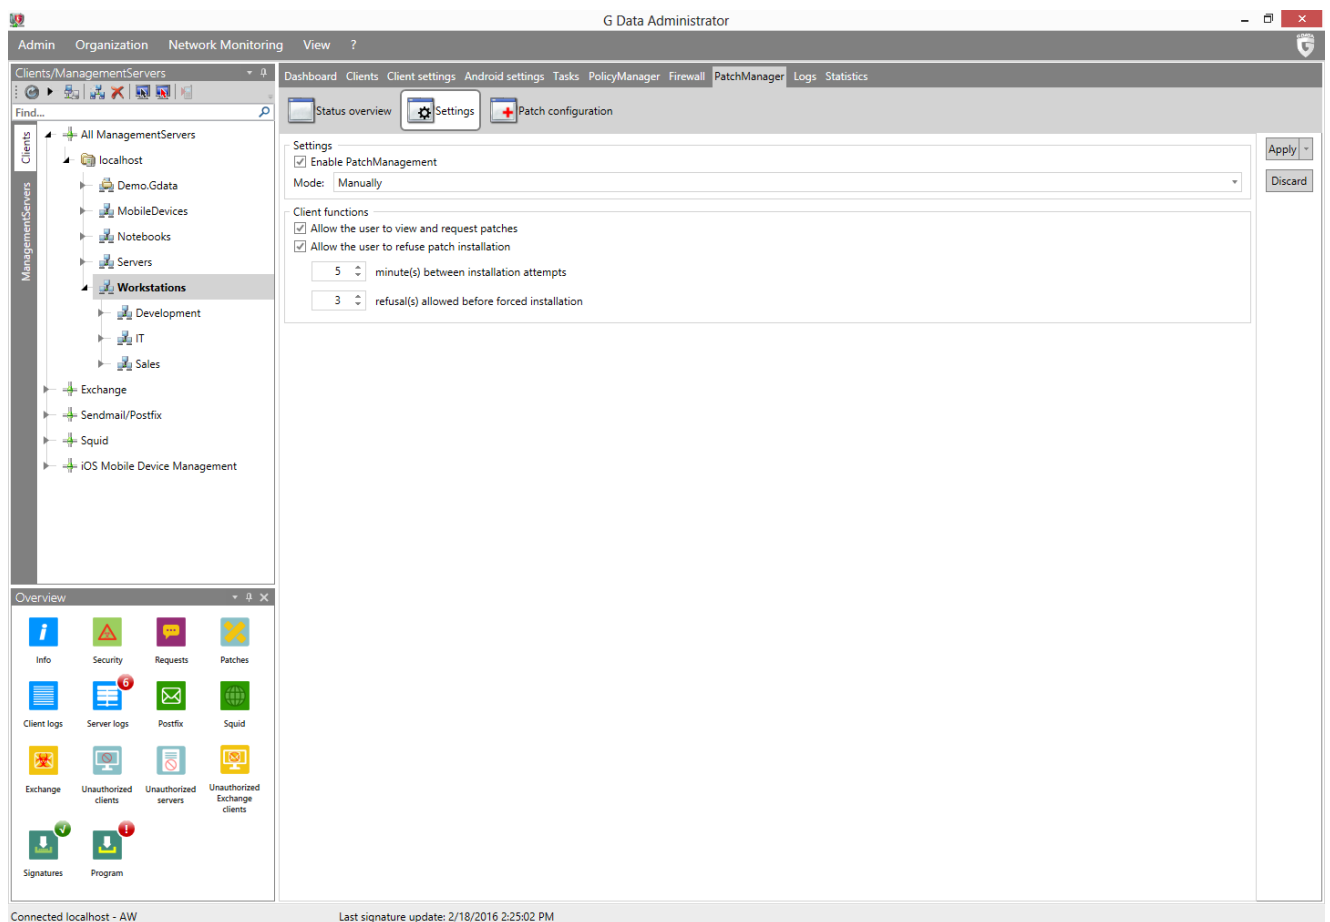 G Data Administrator
Admin Organization Network Monitoring View ?
Clients/ManagementServers
Find...
Clients
ManagementServers
All ManagementServers
localhost
Demo.Gdata
MobileDevices
Notebooks
Servers
Workstations
Development
IT
Sales
Exchange
Sendmail/Postfix
Squid
iOS Mobile Device Management
Dashboard Clients Client settings Android settings Tasks PolicyManager Firewall PatchManager Logs Statistics
Status overview Settings Patch configuration
Settings
Enable PatchManagement
Mode: Manually
Client functions
Allow the user to view and request patches
Allow the user to refuse patch installation
5 minute(s) between installation attempts
3 refusal(s) allowed before forced installation
Apply
Discard
Overview
Info Security Requests Patches
6
Client logs Server logs Postfix Squid
Exchange Unauthorized clients Unauthorized servers Unauthorized Exchange clients
Signatures Program
Connected localhost - AW Last signature update: 2/18/2016 2:25:02 PM